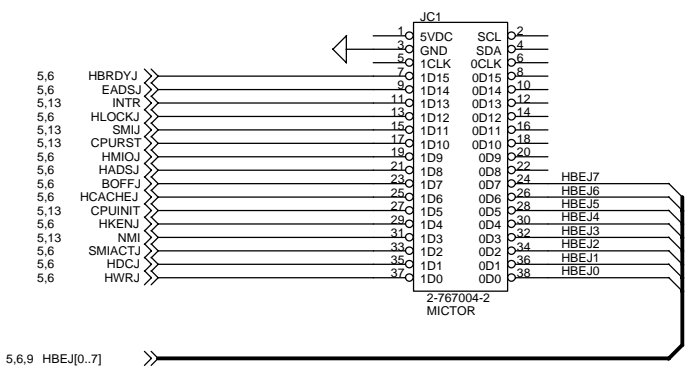 JC1
1 5VDC SCL 2
3 GND SDA 4
5 1CLK 0CLK 6
5,6 HBRDYJ 7 1D15 0D15 8
5,6 EADSJ 9 1D14 0D14 10
5,13 INTR 11 1D13 0D13 12
5,6 HLOCKJ 13 1D12 0D12 14
5,13 SMIJ 15 1D11 0D11 16
5,13 CPURST 17 1D10 0D10 18
5,6 HMIOJ 19 1D9 0D9 20
5,6 HADSJ 21 1D8 0D8 22
5,6 BOFFJ 23 1D7 0D7 24 HBEJ7
5,6 HCACHEJ 25 1D6 0D6 26 HBEJ6
5,13 CPUINIT 27 1D5 0D5 28 HBEJ5
5,6 HKENJ 29 1D4 0D4 30 HBEJ4
5,13 NMI 31 1D3 0D3 32 HBEJ3
5,6 SMIACTJ 33 1D2 0D2 34 HBEJ2
5,6 HDCJ 35 1D1 0D1 36 HBEJ1
5,6 HWRJ 37 1D0 0D0 38 HBEJ0
2-767004-2
MICTOR
5,6,9 HBEJ[0..7]